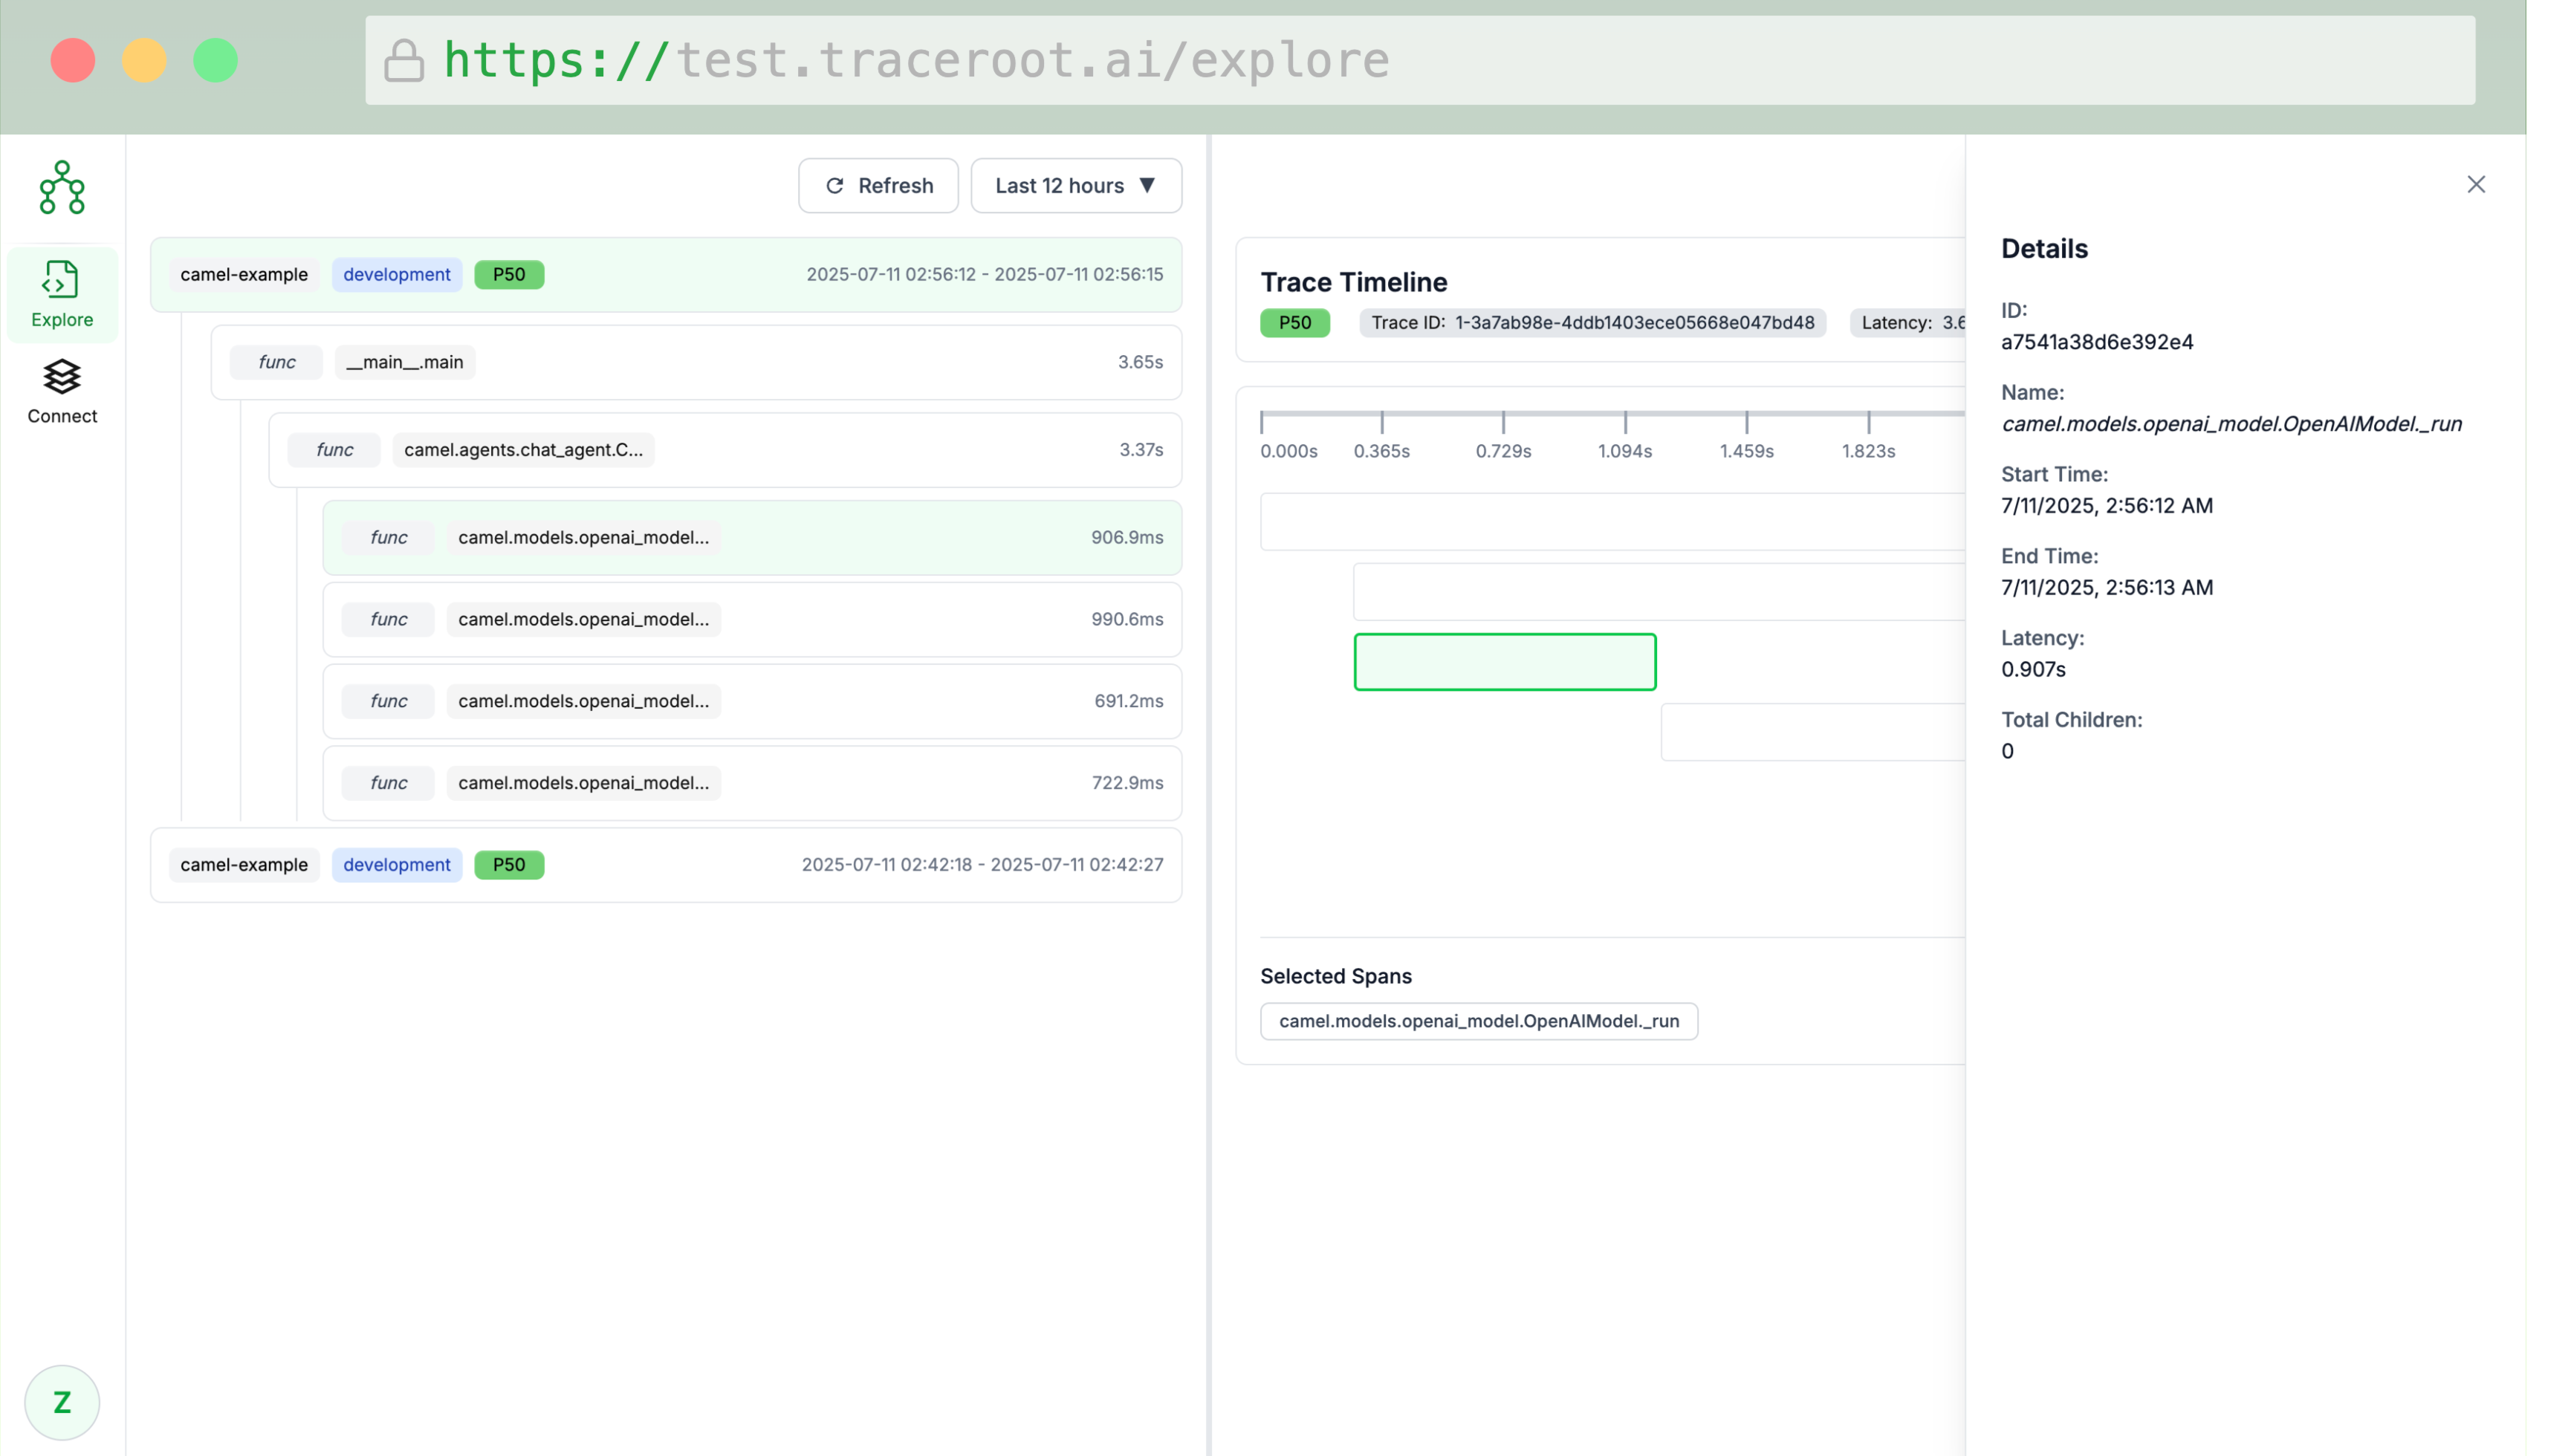 https://test.traceroot.ai/explore
Explore
Connect
Z
Refresh
Last 12 hours ▼
camel-example development P50 2025-07-11 02:56:12 - 2025-07-11 02:56:15
func __main__.main 3.65s
func camel.agents.chat_agent.C... 3.37s
func camel.models.openai_model... 906.9ms
func camel.models.openai_model... 990.6ms
func camel.models.openai_model... 691.2ms
func camel.models.openai_model... 722.9ms
camel-example development P50 2025-07-11 02:42:18 - 2025-07-11 02:42:27
Trace Timeline
P50 Trace ID: 1-3a7ab98e-4ddb1403ece05668e047bd48 Latency: 3.6
0.000s 0.365s 0.729s 1.094s 1.459s 1.823s
Selected Spans
camel.models.openai_model.OpenAIModel._run
Details
ID:
a7541a38d6e392e4
Name:
camel.models.openai_model.OpenAIModel._run
Start Time:
7/11/2025, 2:56:12 AM
End Time:
7/11/2025, 2:56:13 AM
Latency:
0.907s
Total Children:
0